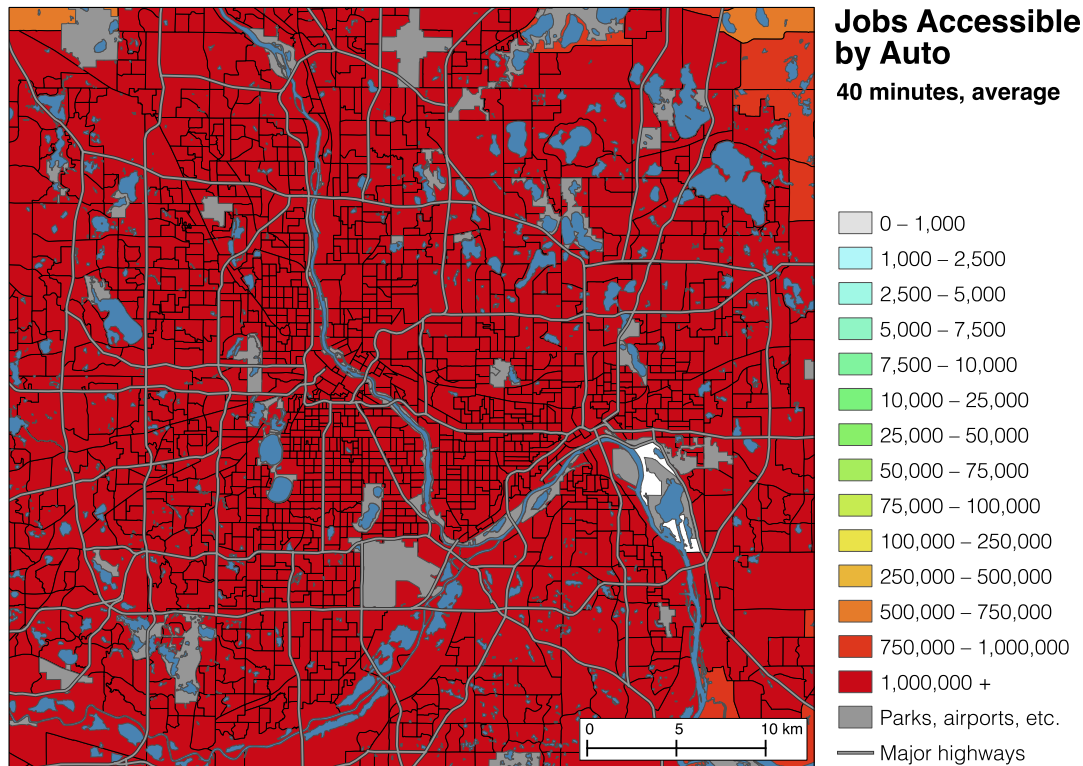 Jobs Accessible
by Auto
40 minutes, average
0 – 1,000
1,000 – 2,500
2,500 – 5,000
5,000 – 7,500
7,500 – 10,000
10,000 – 25,000
25,000 – 50,000
50,000 – 75,000
75,000 – 100,000
100,000 – 250,000
250,000 – 500,000
500,000 – 750,000
750,000 – 1,000,000
1,000,000 +
Parks, airports, etc.
Major highways
0 5 10 km